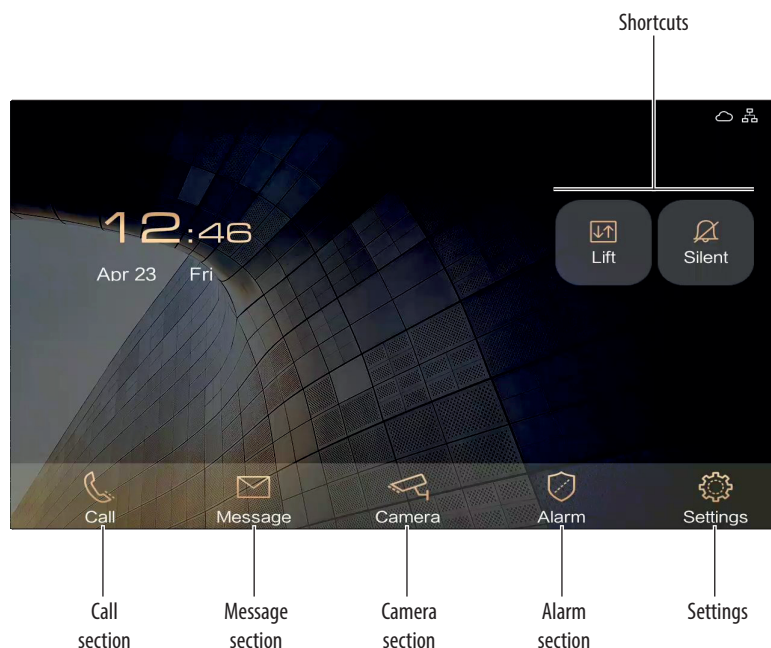 Shortcuts
12:46
Apr 23 Fri
Lift
Silent
Call
Message
Camera
Alarm
Settings
Call
section
Message
section
Camera
section
Alarm
section
Settings